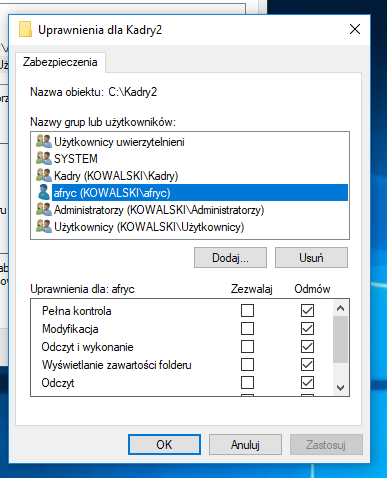 Uprawnienia dla Kadry2
Zabezpieczenia
Nazwa obiektu: C:\Kadry2
Nazwy grup lub użytkowników:
Użytkownicy uwierzytelnieni
SYSTEM
Kadry (KOWALSKI\Kadry)
afryc (KOWALSKI\afryc)
Administratorzy (KOWALSKI\Administratorzy)
Użytkownicy (KOWALSKI\Użytkownicy)
Dodaj... Usuń
Uprawnienia dla: afryc Zezwalaj Odmów
Pełna kontrola
Modyfikacja
Odczyt i wykonanie
Wyświetlanie zawartości folderu
Odczyt
OK Anuluj Zastosuj